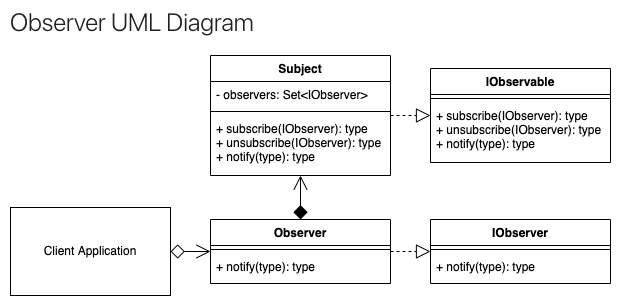 Observer UML Diagram
Subject
- observers: Set<IObserver>
+ subscribe(IObserver): type
+ unsubscribe(IObserver): type
+ notify(type): type
IObservable
+ subscribe(IObserver): type
+ unsubscribe(IObserver): type
+ notify(type): type
Client Application
Observer
+ notify(type): type
IObserver
+ notify(type): type